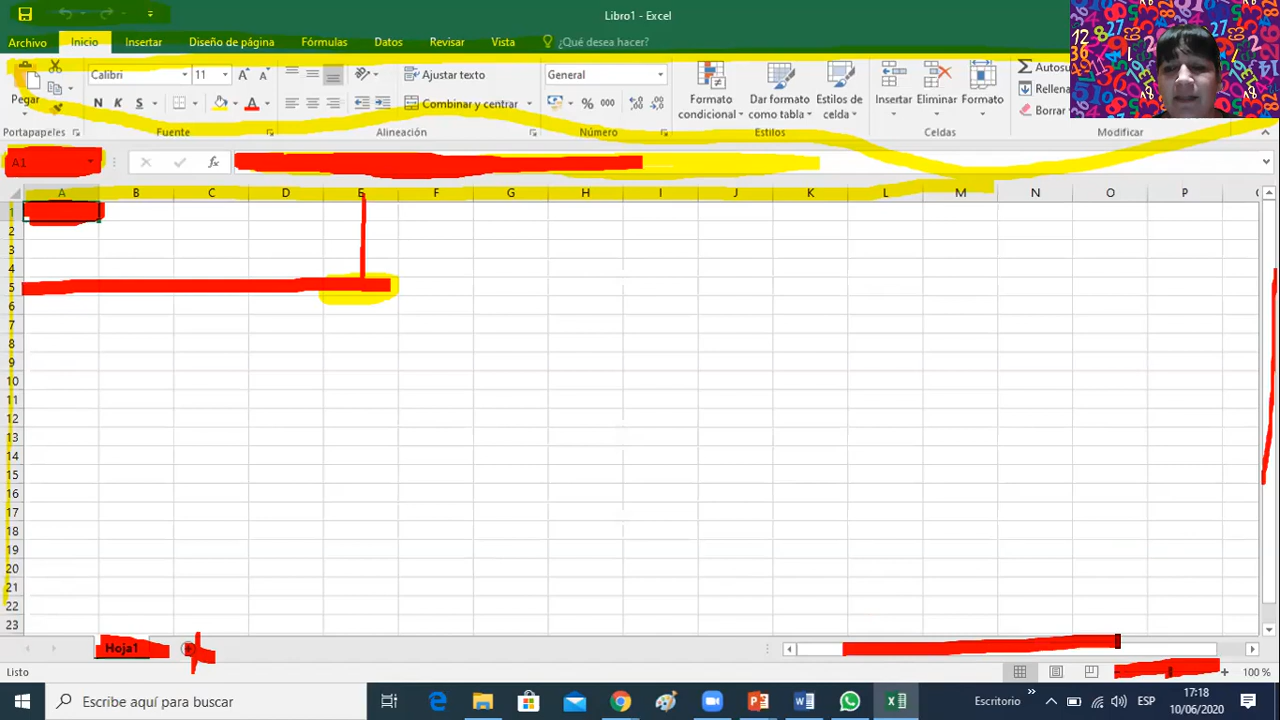 Libro1 - Excel
Archivo Inicio Insertar Diseño de página Fórmulas Datos Revisar Vista ¿Qué desea hacer?
Calibri 11 Ajustar texto General Autosu
Pegar N K S Combinar y centrar % 000 Formato condicional Dar formato como tabla Estilos de celda Insertar Eliminar Formato Rellena
Borrar
Portapapeles Fuente Alineación Número Estilos Celdas Modificar
A1 fx
A B C D E F G H I J K L M N O P
1
2
3
4
5
6
7
8
9
10
11
12
13
14
15
16
17
18
19
20
21
22
23
Hoja1
Listo 100 %
Escribe aquí para buscar Escritorio ESP 17:18
10/06/2020